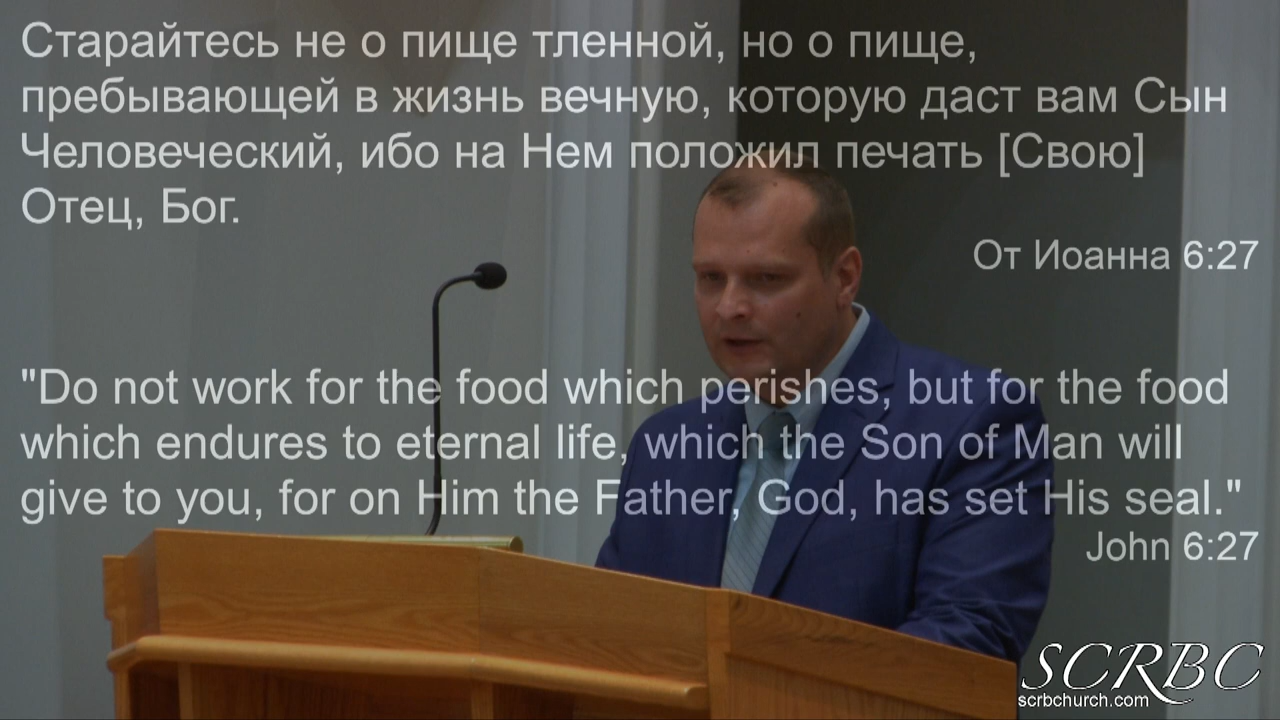 Старайтесь не о пище тленной, но о пище,
пребывающей в жизнь вечную, которую даст вам Сын
Человеческий, ибо на Нем положил печать [Свою]
Отец, Бог.
От Иоанна 6:27
"Do not work for the food which perishes, but for the food
which endures to eternal life, which the Son of Man will
give to you, for on Him the Father, God, has set His seal."
John 6:27
SCRBC
scrbchurch.com